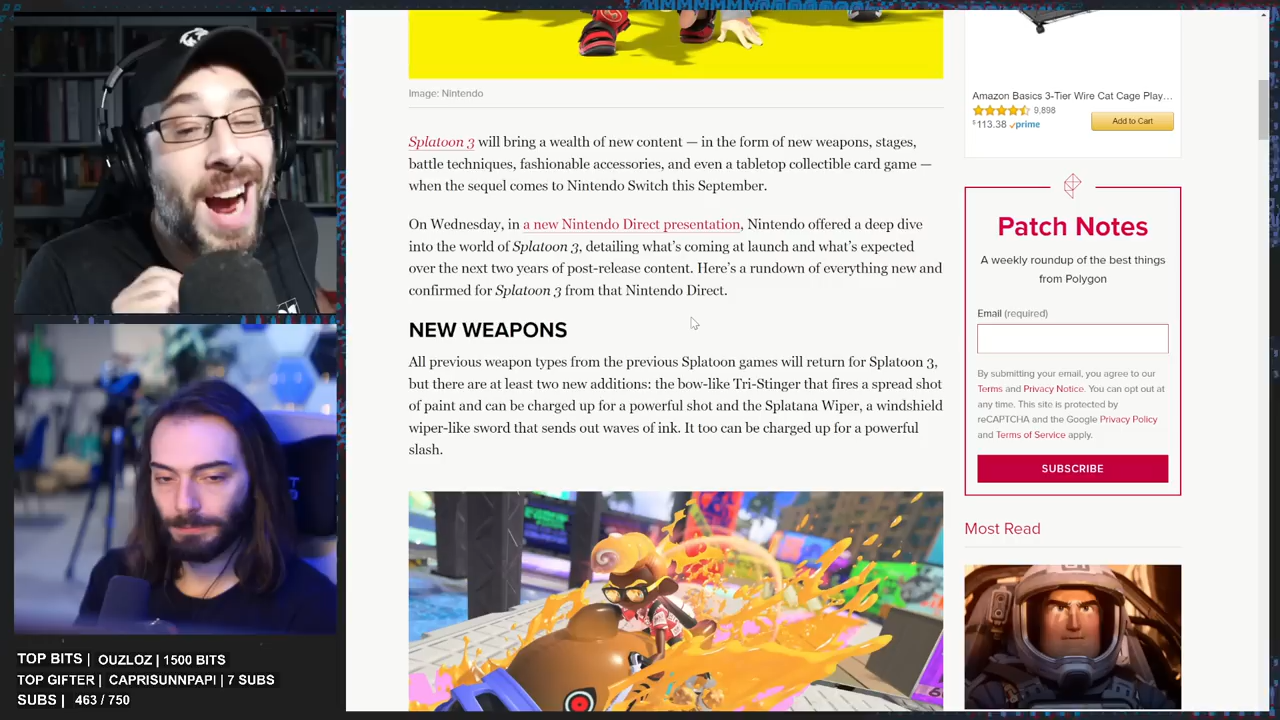 Image: Nintendo
Splatoon 3 will bring a wealth of new content — in the form of new weapons, stages,
battle techniques, fashionable accessories, and even a tabletop collectible card game —
when the sequel comes to Nintendo Switch this September.
On Wednesday, in a new Nintendo Direct presentation, Nintendo offered a deep dive
into the world of Splatoon 3, detailing what's coming at launch and what's expected
over the next two years of post-release content. Here's a rundown of everything new and
confirmed for Splatoon 3 from that Nintendo Direct.
NEW WEAPONS
All previous weapon types from the previous Splatoon games will return for Splatoon 3,
but there are at least two new additions: the bow-like Tri-Stinger that fires a spread shot
of paint and can be charged up for a powerful shot and the Splatana Wiper, a windshield
wiper-like sword that sends out waves of ink. It too can be charged up for a powerful
slash.
Amazon Basics 3-Tier Wire Cat Cage Play…
9,898
$113.38 prime
Add to Cart
Patch Notes
A weekly roundup of the best things
from Polygon
Email (required)
By submitting your email, you agree to our
Terms and Privacy Notice. You can opt out at
any time. This site is protected by
reCAPTCHA and the Google Privacy Policy
and Terms of Service apply.
SUBSCRIBE
Most Read
TOP BITS | OUZLOZ | 1500 BITS
TOP GIFTER | CAPRISUNNPAPI | 7 SUBS
SUBS | 463 / 750